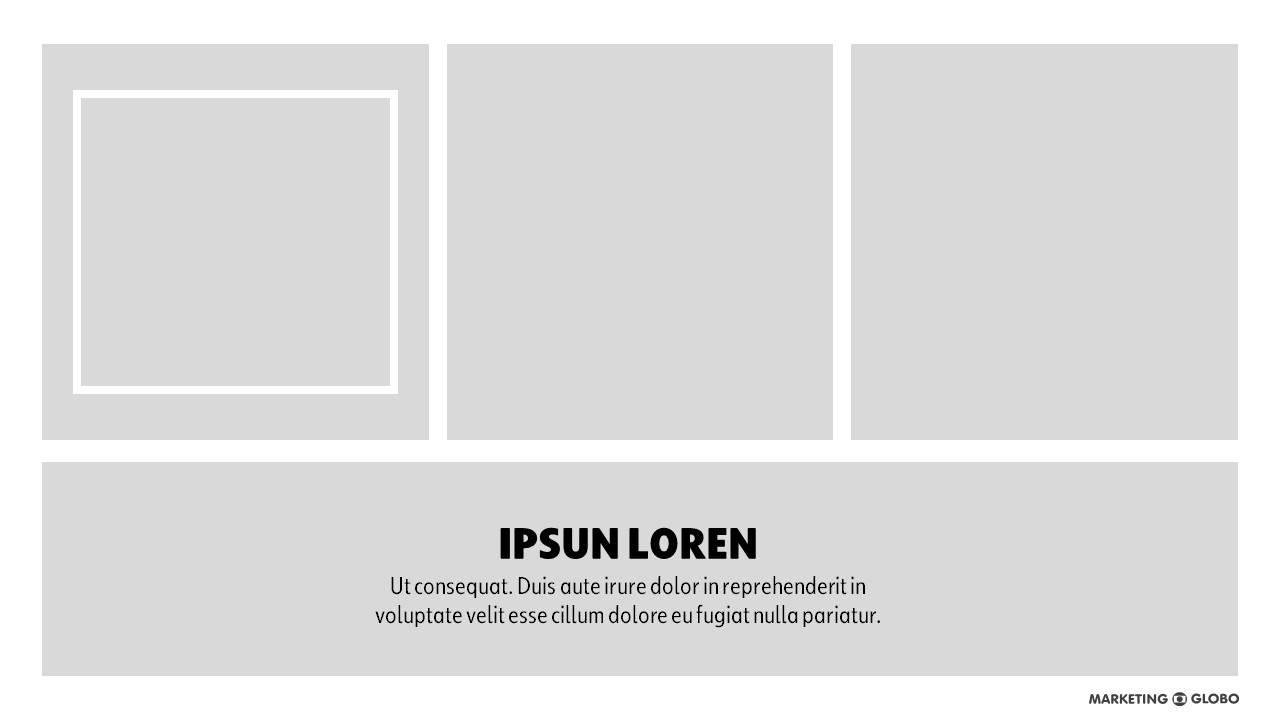 IPSUN LOREN
Ut consequat. Duis aute irure dolor in reprehenderit in
voluptate velit esse cillum dolore eu fugiat nulla pariatur.
MARKETING GLOBO